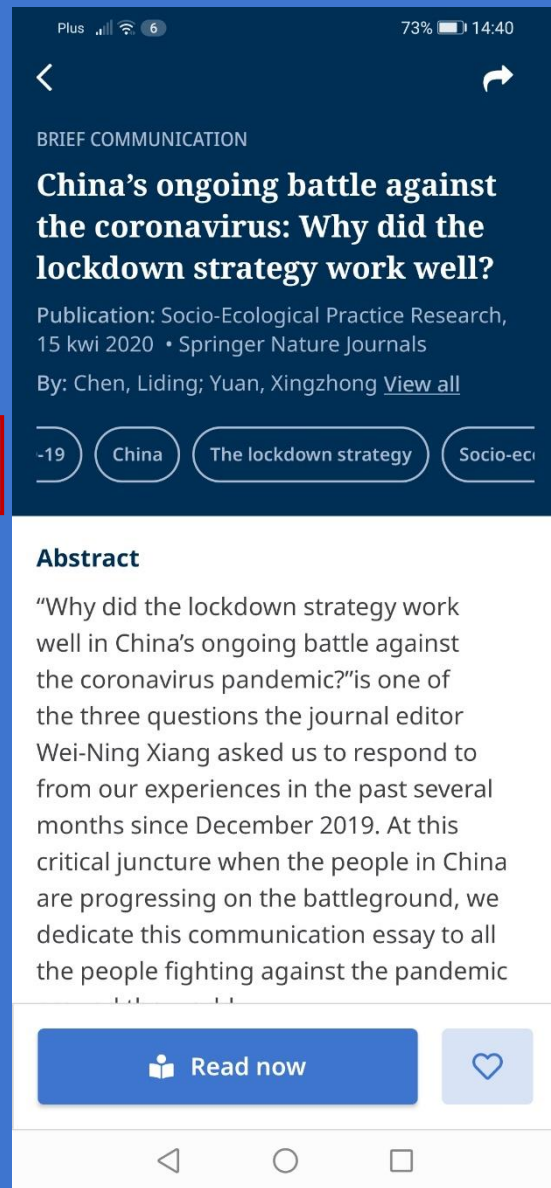 Plus 6 73% 14:40
BRIEF COMMUNICATION
China’s ongoing battle against
the coronavirus: Why did the
lockdown strategy work well?
Publication: Socio-Ecological Practice Research,
15 kwi 2020 • Springer Nature Journals
By: Chen, Liding; Yuan, Xingzhong View all
-19 China The lockdown strategy Socio-ec
Abstract
“Why did the lockdown strategy work
well in China’s ongoing battle against
the coronavirus pandemic?”is one of
the three questions the journal editor
Wei-Ning Xiang asked us to respond to
from our experiences in the past several
months since December 2019. At this
critical juncture when the people in China
are progressing on the battleground, we
dedicate this communication essay to all
the people fighting against the pandemic
Read now